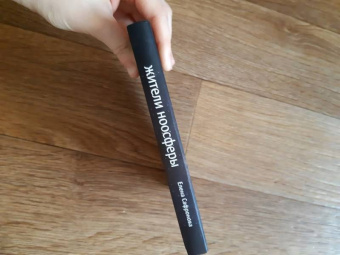 жители ноосферы
Елена Сафронова